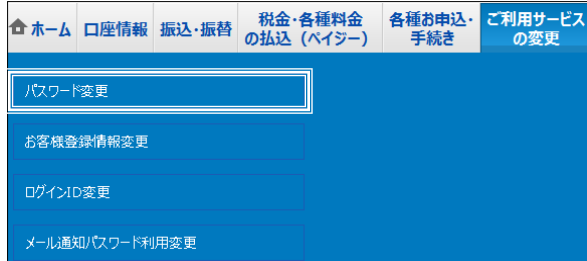 ホーム 口座情報 振込・振替 税金・各種料金 各種お申込・ ご利用サービス
の払込（ペイジー） 手続き の変更
パスワード変更
お客様登録情報変更
ログインID変更
メール通知パスワード利用変更